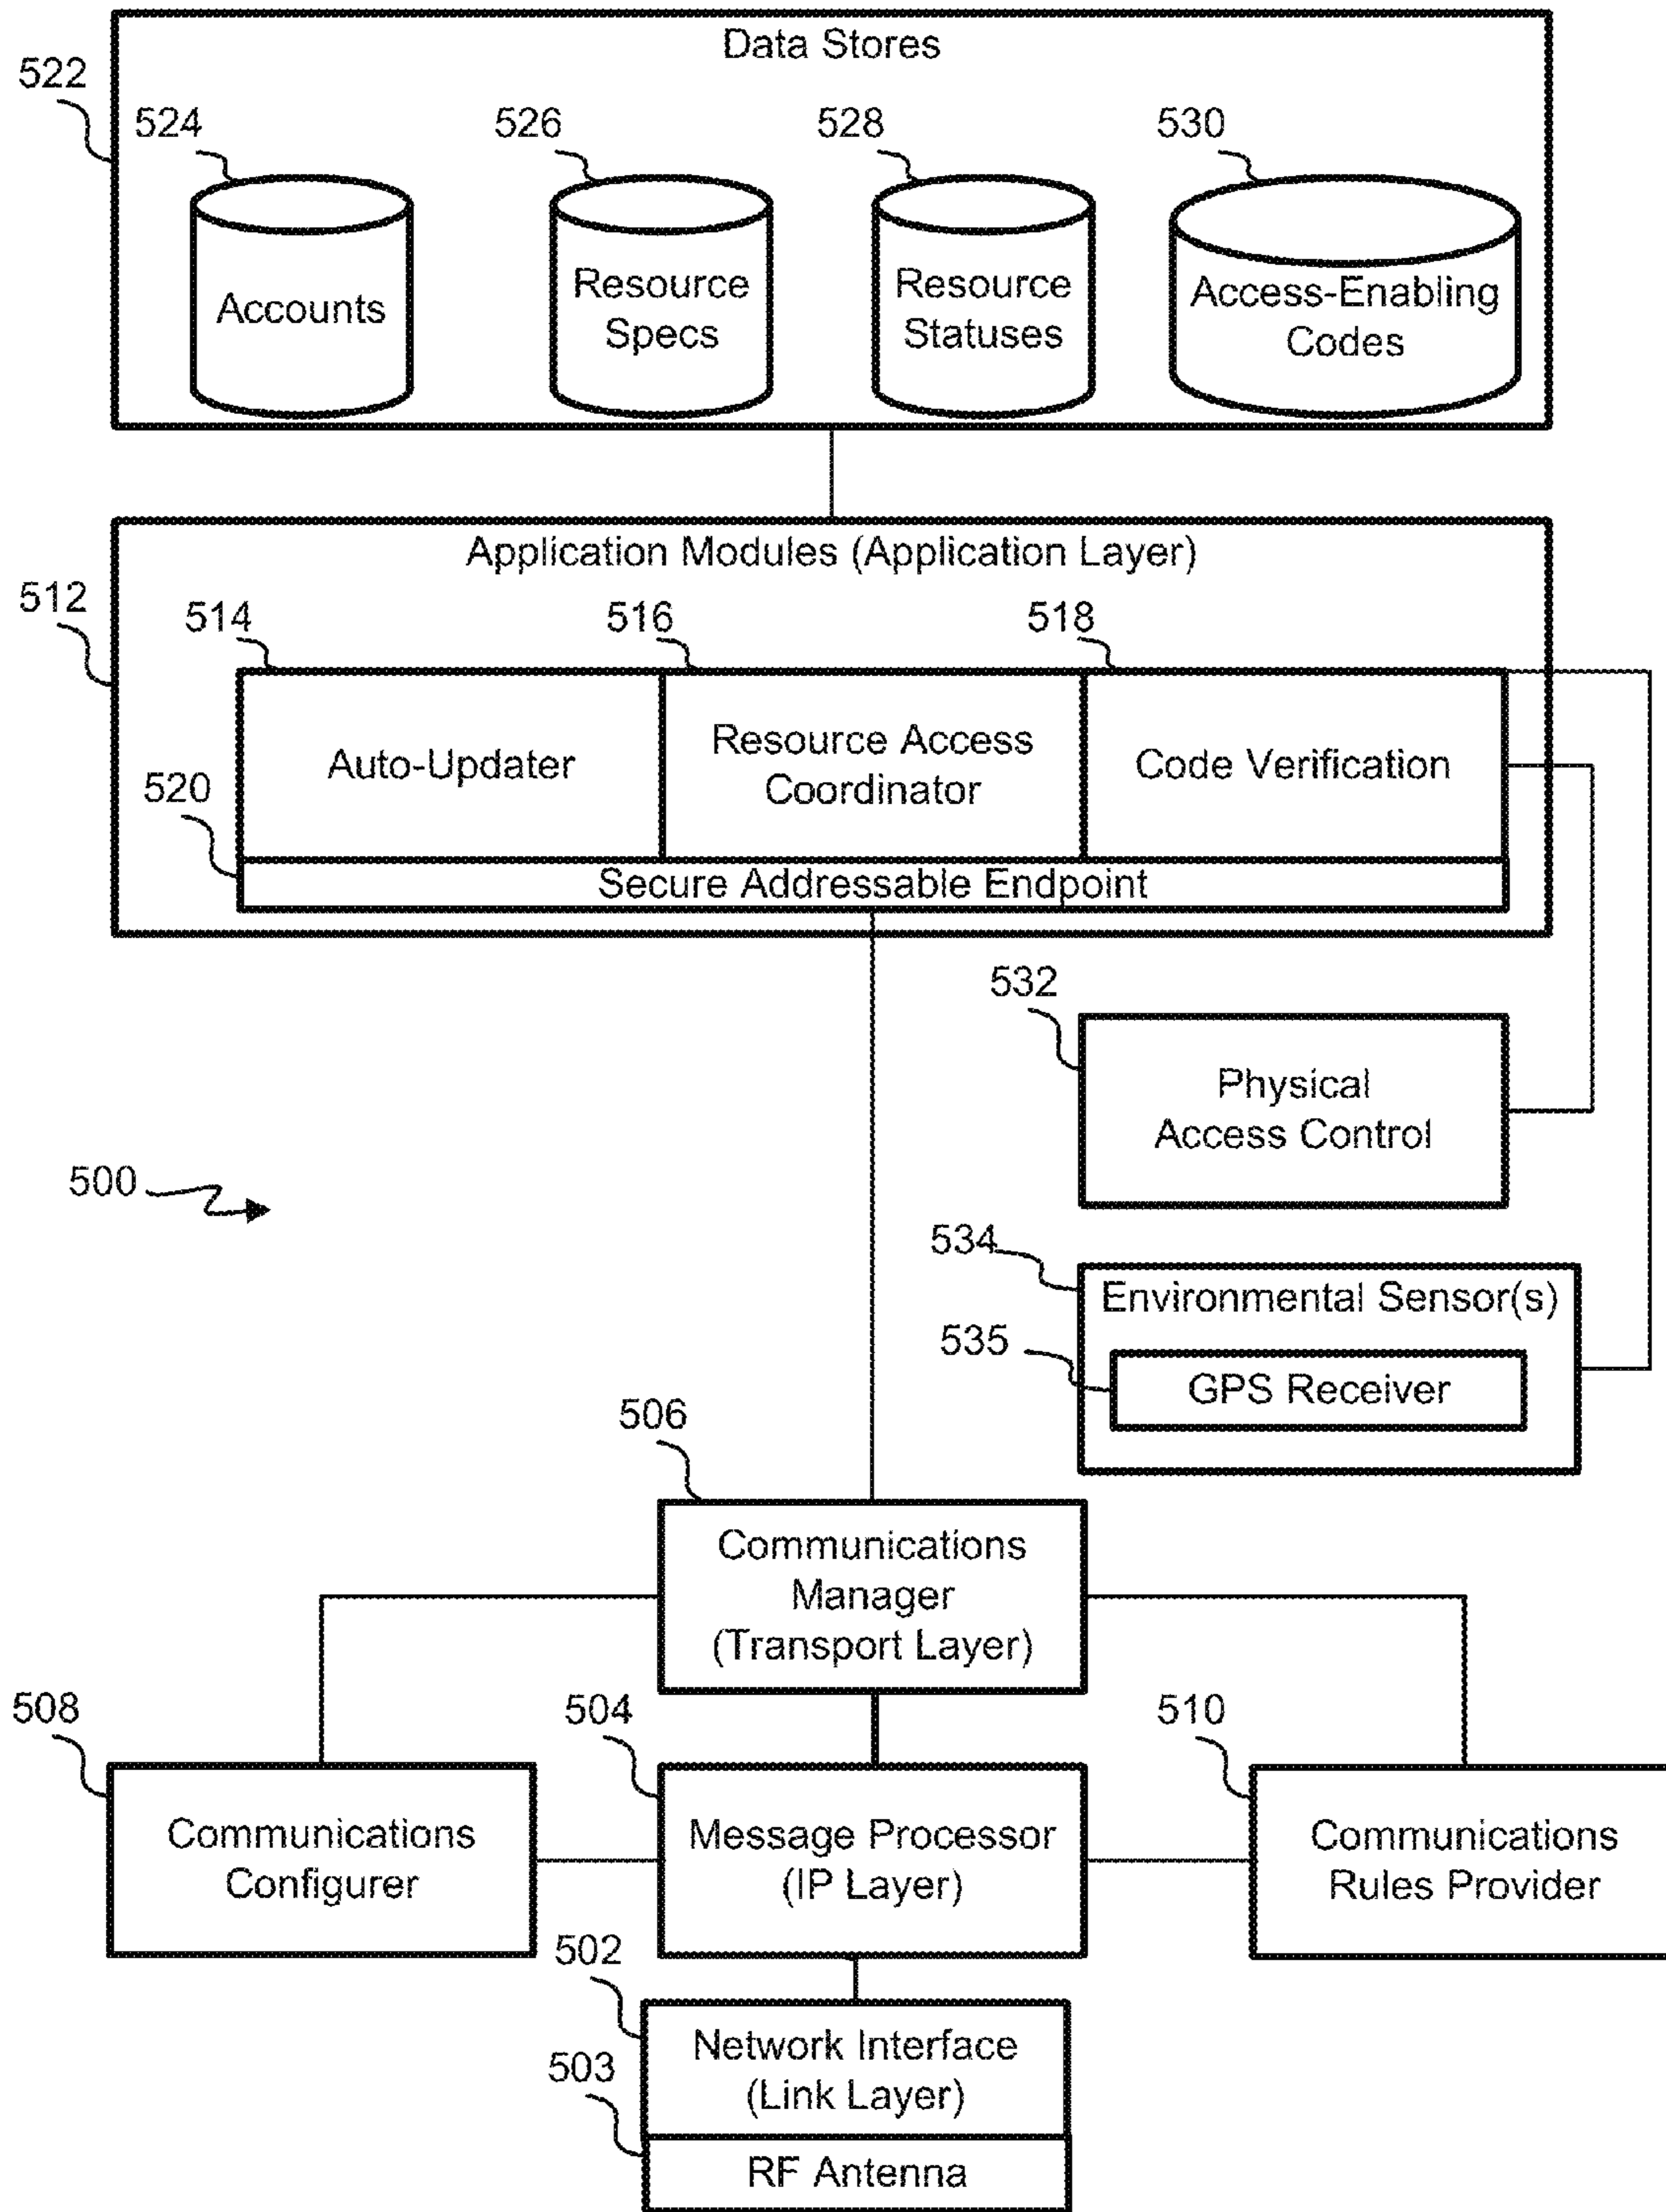 Data Stores
522
524
526
528
530
Accounts
Resource
Specs
Resource
Statuses
Access-Enabling
Codes
Application Modules (Application Layer)
512
514
516
518
Auto-Updater
Resource Access
Coordinator
Code Verification
520
Secure Addressable Endpoint
532
Physical
Access Control
500
534
Environmental Sensor(s)
535
GPS Receiver
506
Communications
Manager
(Transport Layer)
508
504
510
Communications
Configurer
Message Processor
(IP Layer)
Communications
Rules Provider
502
Network Interface
(Link Layer)
503
RF Antenna